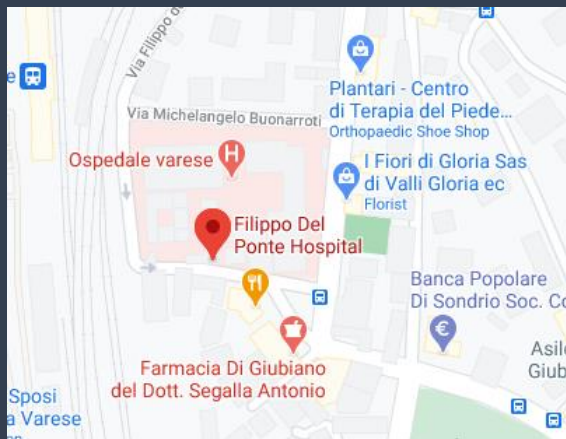 Via Filippo de
Via Michelangelo Buonarroti
Plantari - Centro
di Terapia del Piede...
Orthopaedic Shoe Shop
Ospedale varese
H
I Fiori di Gloria Sas
di Valli Gloria ec
Florist
Filippo Del
Ponte Hospital
Banca Popolare
Di Sondrio Soc. Co
€
Farmacia Di Giubiano
del Dott. Segalla Antonio
Asilo
Giub
Sposi
a Varese